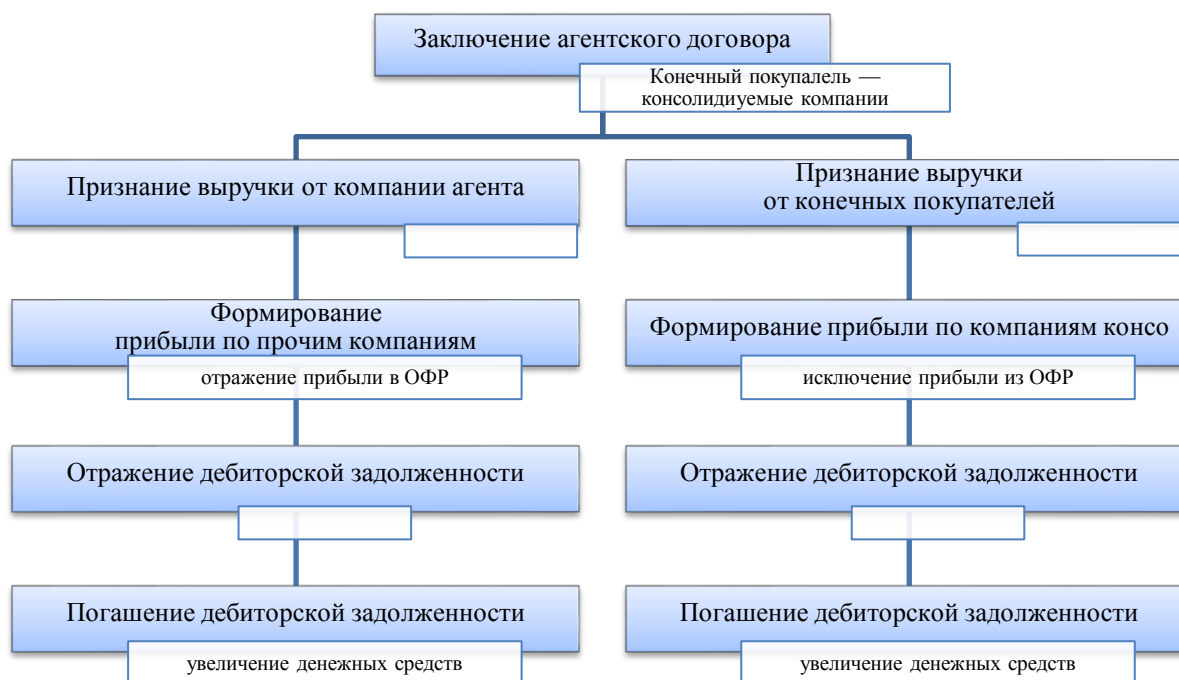 Заключение агентского договора
Конечный покупалель —
консолидиуемые компании
Признание выручки от компании агента
Признание выручки
от конечных покупателей
Формирование
прибыли по прочим компаниям
отражение прибыли в ОФР
Формирование прибыли по компаниям консо
исключение прибыли из ОФР
Отражение дебиторской задолженности
Отражение дебиторской задолженности
Погашение дебиторской задолженности
увеличение денежных средств
Погашение дебиторской задолженности
увеличение денежных средств